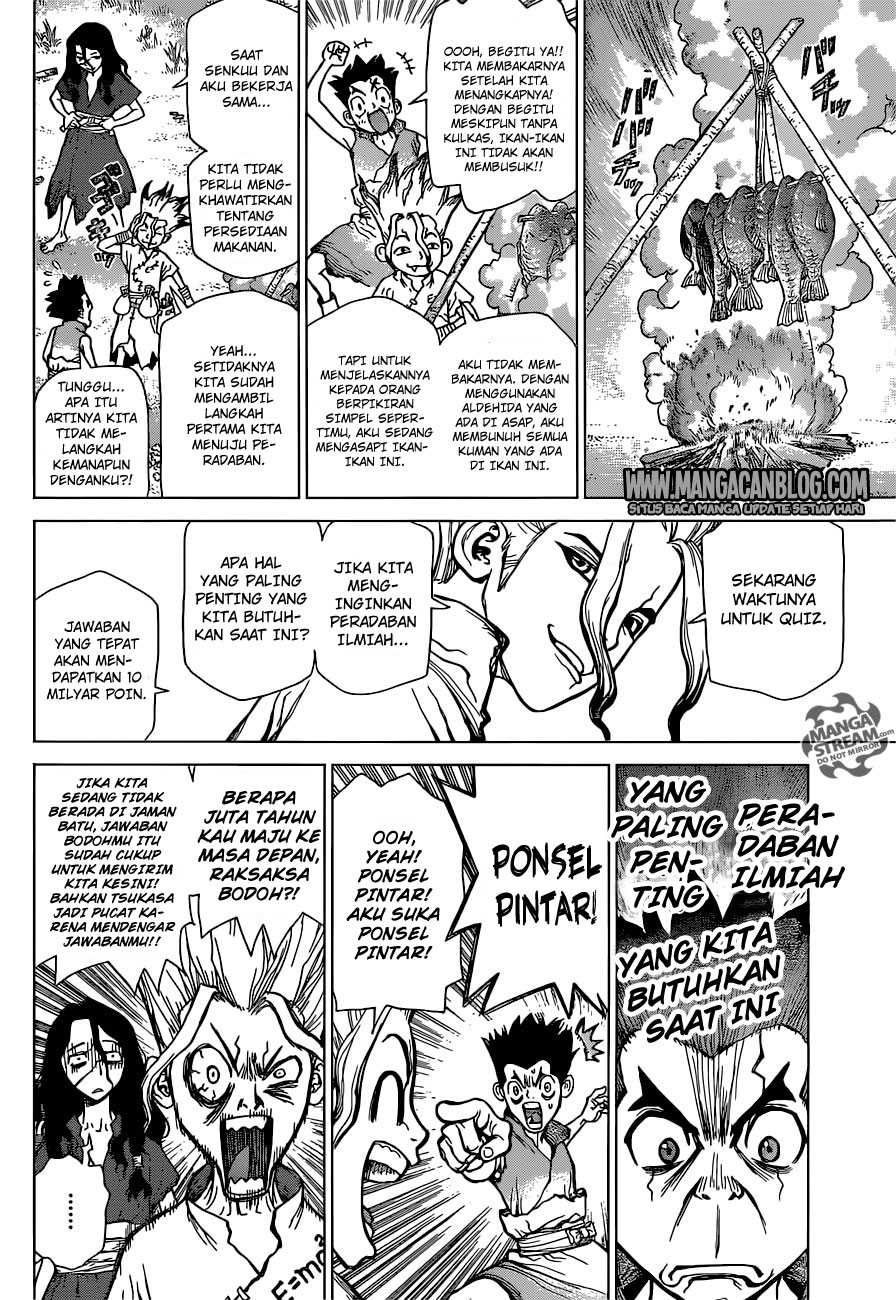 OOOH, BEGITU YA!!
KITA MEMBAKARNYA
SETELAH KITA
MENANGKAPNYA!
DENGAN BEGITU
MESKIPUN TANPA
KULKAS, IKAN-IKAN
INI TIDAK AKAN
MEMBUSUK!!
AKU TIDAK MEM-
BAKARNYA. DENGAN
MENGGUNAKAN
ALDEHIDA YANG
ADA DI ASAP, AKU
MEMBUNUH SEMUA
KUMAN YANG ADA
DI IKAN INI.
TAPI UNTUK
MENJELASKANNYA
KEPADA ORANG
BERPIKIRAN
SIMPEL SEPER-
TIMU, AKU SEDANG
MENGASAPI IKAN-
IKAN INI.
SAAT
SENKUU DAN
AKU BEKERJA
SAMA...
KITA TIDAK
PERLU MENG-
KHAWATIRKAN
TENTANG
PERSEDIAAN
MAKANAN.
YEAH...
SETIDAKNYA
KITA SUDAH
MENGAMBIL
LANGKAH
PERTAMA KITA
MENUJU PE-
RADABAN.
TUNGGU...
APA ITU
ARTINYA KITA
TIDAK ME-
LANGKAH
KEMANAPUN
DENGANKU?!
WWW.MANGACANBLOG.COM
SITUS BACA MANGA UPDATE SETIAP HARI
SEKARANG
WAKTUNYA
UNTUK QUIZ.
JIKA KITA
MENG-
INGINKAN
PERADABAN
ILMIAH...
APA HAL
YANG PALING
PENTING YANG
KITA BUTUH-
KAN SAAT INI?
JAWABAN
YANG TEPAT
AKAN MEN-
DAPATKAN 10
MILYAR POIN.
MANGA
STREAM.com
DO NOT MIRROR
PERA-
DABAN
ILMIAH
YANG
PALING
PEN-
TING
YANG KITA
BUTUHKAN
SAAT INI
PONSEL
PINTAR!
OOH,
YEAH!
PONSEL
PINTAR!
AKU SUKA
PONSEL
PINTAR!
BERAPA
JUTA TAHUN
KAU MAJU KE
MASA DEPAN,
RAKSAKSA
BODOH?!
JIKA KITA
SEDANG TIDAK
BERADA DI JAMAN
BATU, JAWABAN
BODOHMU ITU
SUDAH CUKUP
UNTUK MENGIRIM
KITA KESINI!
BAHKAN TSUKASA
JADI PUCAT KA-
RENA MENDENGAR
JAWABANMU!!
......
E=mc²